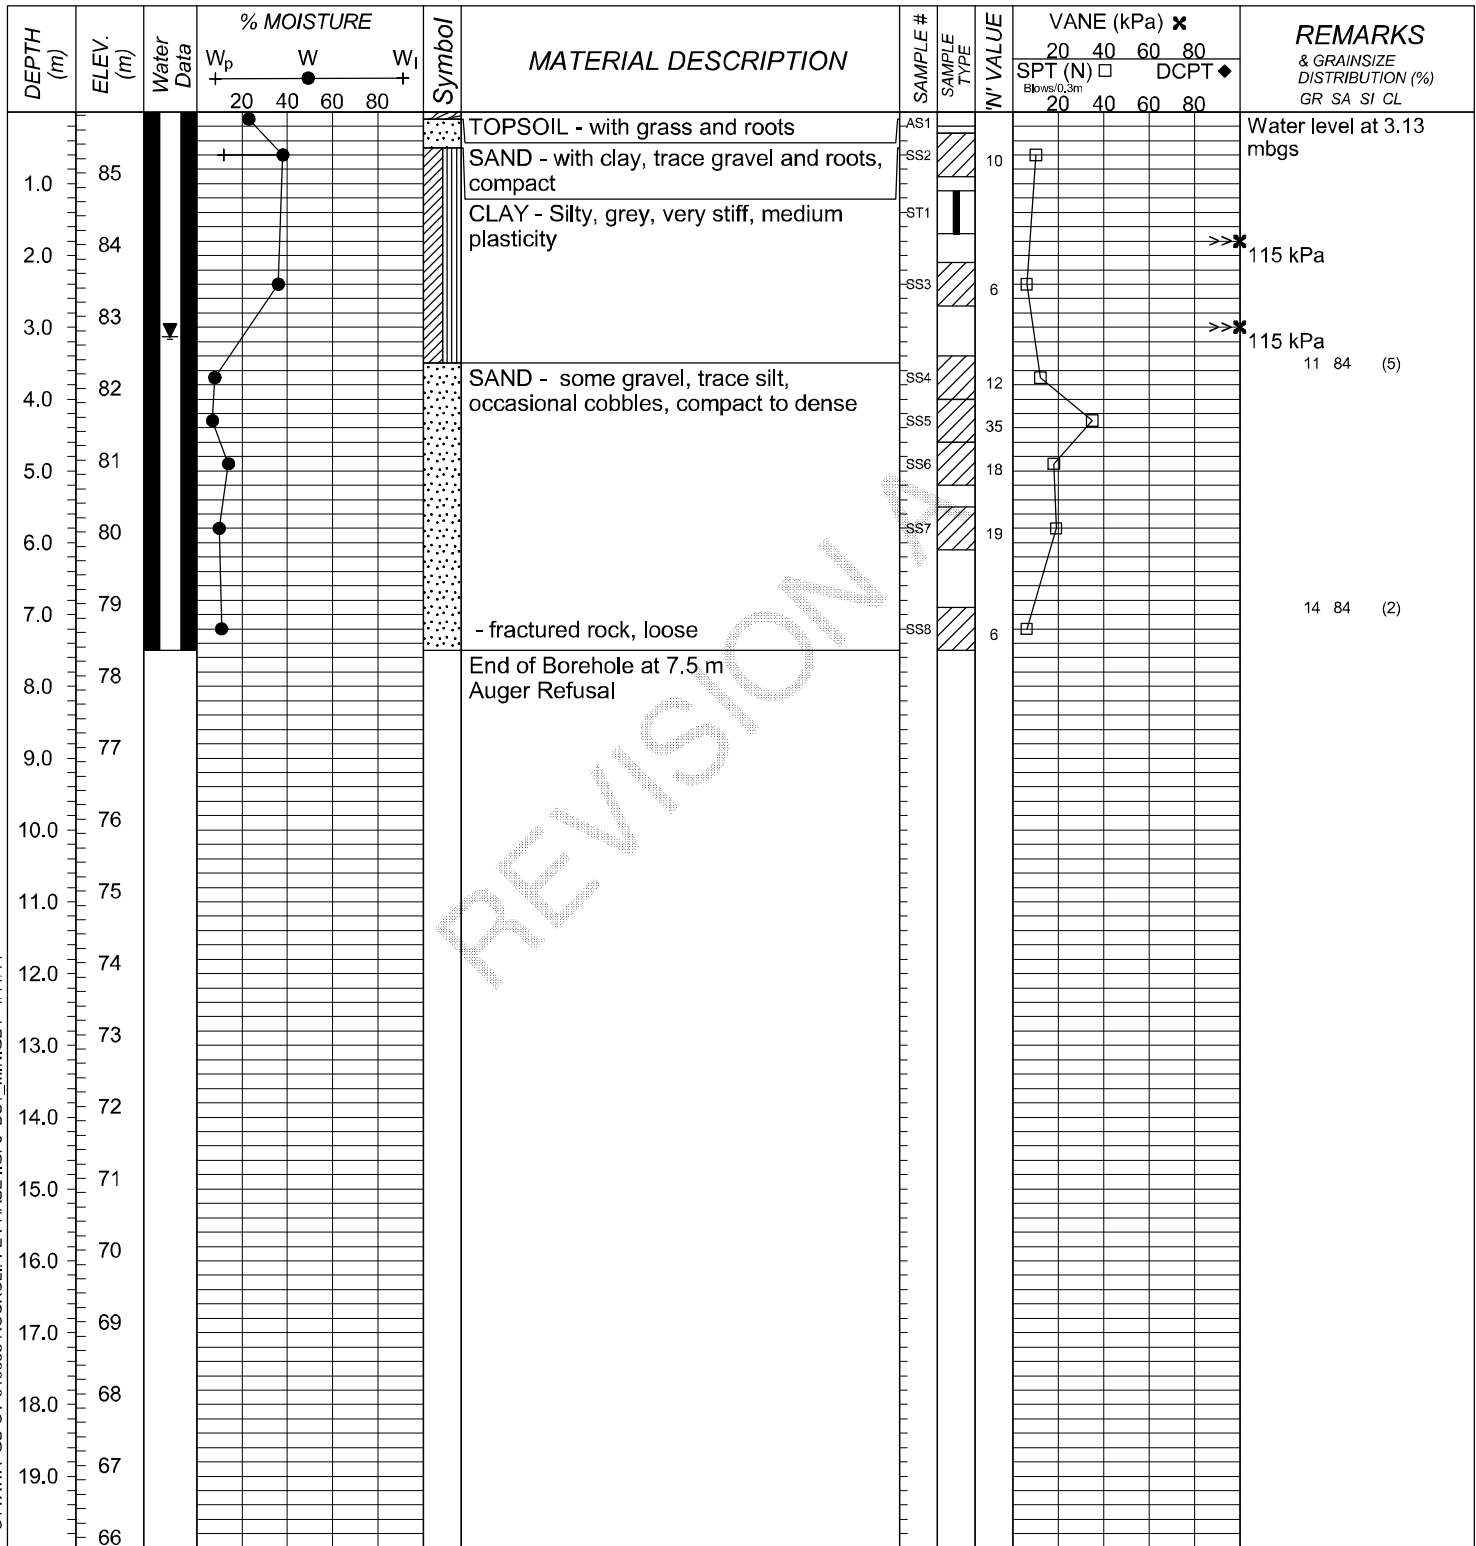 DEPTH
(m)
ELEV.
(m)
Water
Data
% MOISTURE
Wp W Wl
20 40 60 80
Symbol
MATERIAL DESCRIPTION
SAMPLE #
SAMPLE
TYPE
'N' VALUE
VANE (kPa) ✖
20 40 60 80
SPT (N) □ DCPT ◆
Blows/0.3m
20 40 60 80
REMARKS
& GRAINSIZE
DISTRIBUTION (%)
GR SA SI CL
TOPSOIL - with grass and roots
AS1
Water level at 3.13
mbgs
SAND - with clay, trace gravel and roots,
compact
SS2
10
85
1.0
CLAY - Silty, grey, very stiff, medium
plasticity
ST1
84
>>✖
115 kPa
2.0
SS3
6
83
3.0
>>✖
115 kPa
11 84 (5)
SAND - some gravel, trace silt,
occasional cobbles, compact to dense
SS4
12
82
4.0
SS5
35
81
SS6
18
5.0
80
SS7
19
6.0
79
7.0
14 84 (2)
- fractured rock, loose
SS8
6
End of Borehole at 7.5 m
Auger Refusal
78
8.0
77
9.0
76
10.0
75
11.0
74
12.0
73
13.0
72
14.0
71
15.0
70
16.0
69
17.0
68
18.0
67
19.0
66
REVISION A